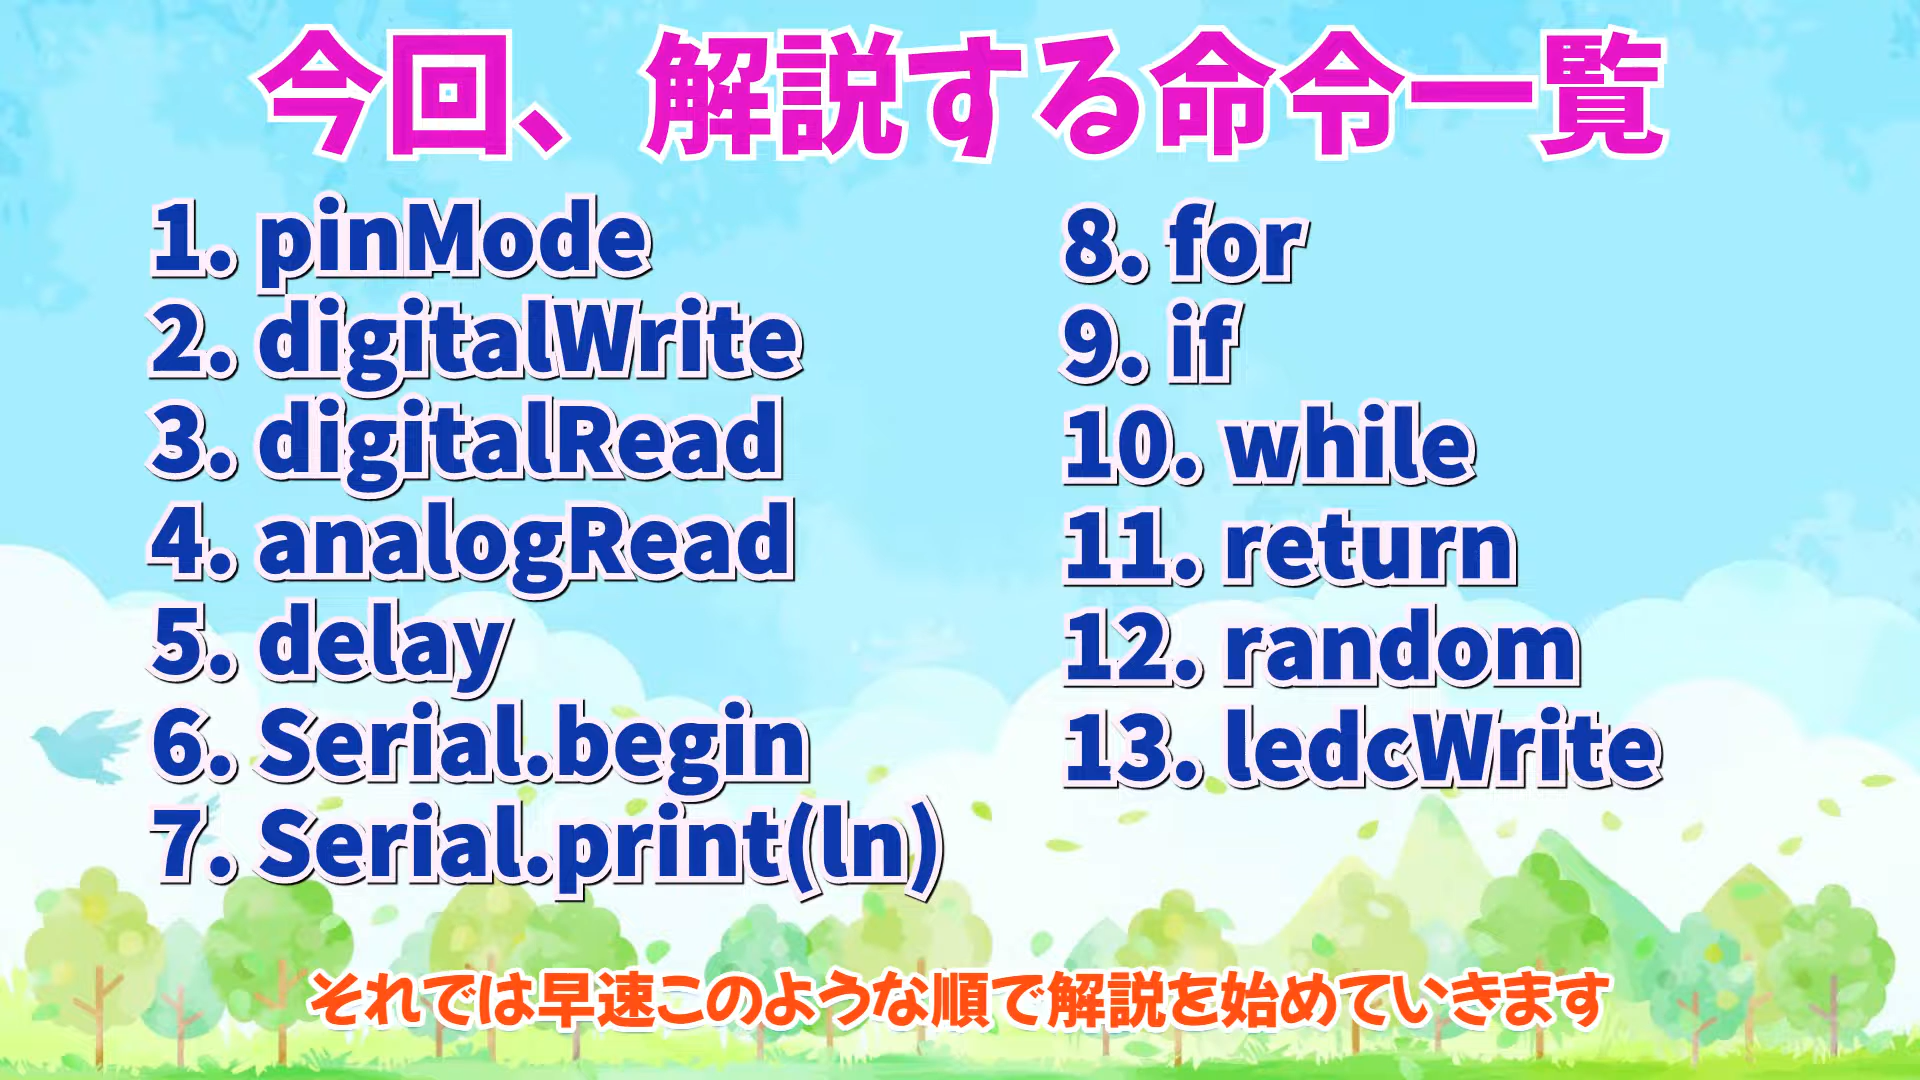 今回、解説する命令一覧
1. pinMode
2. digitalWrite
3. digitalRead
4. analogRead
5. delay
6. Serial.begin
7. Serial.print(ln)
8. for
9. if
10. while
11. return
12. random
13. ledcWrite
それでは早速このような順で解説を始めていきます